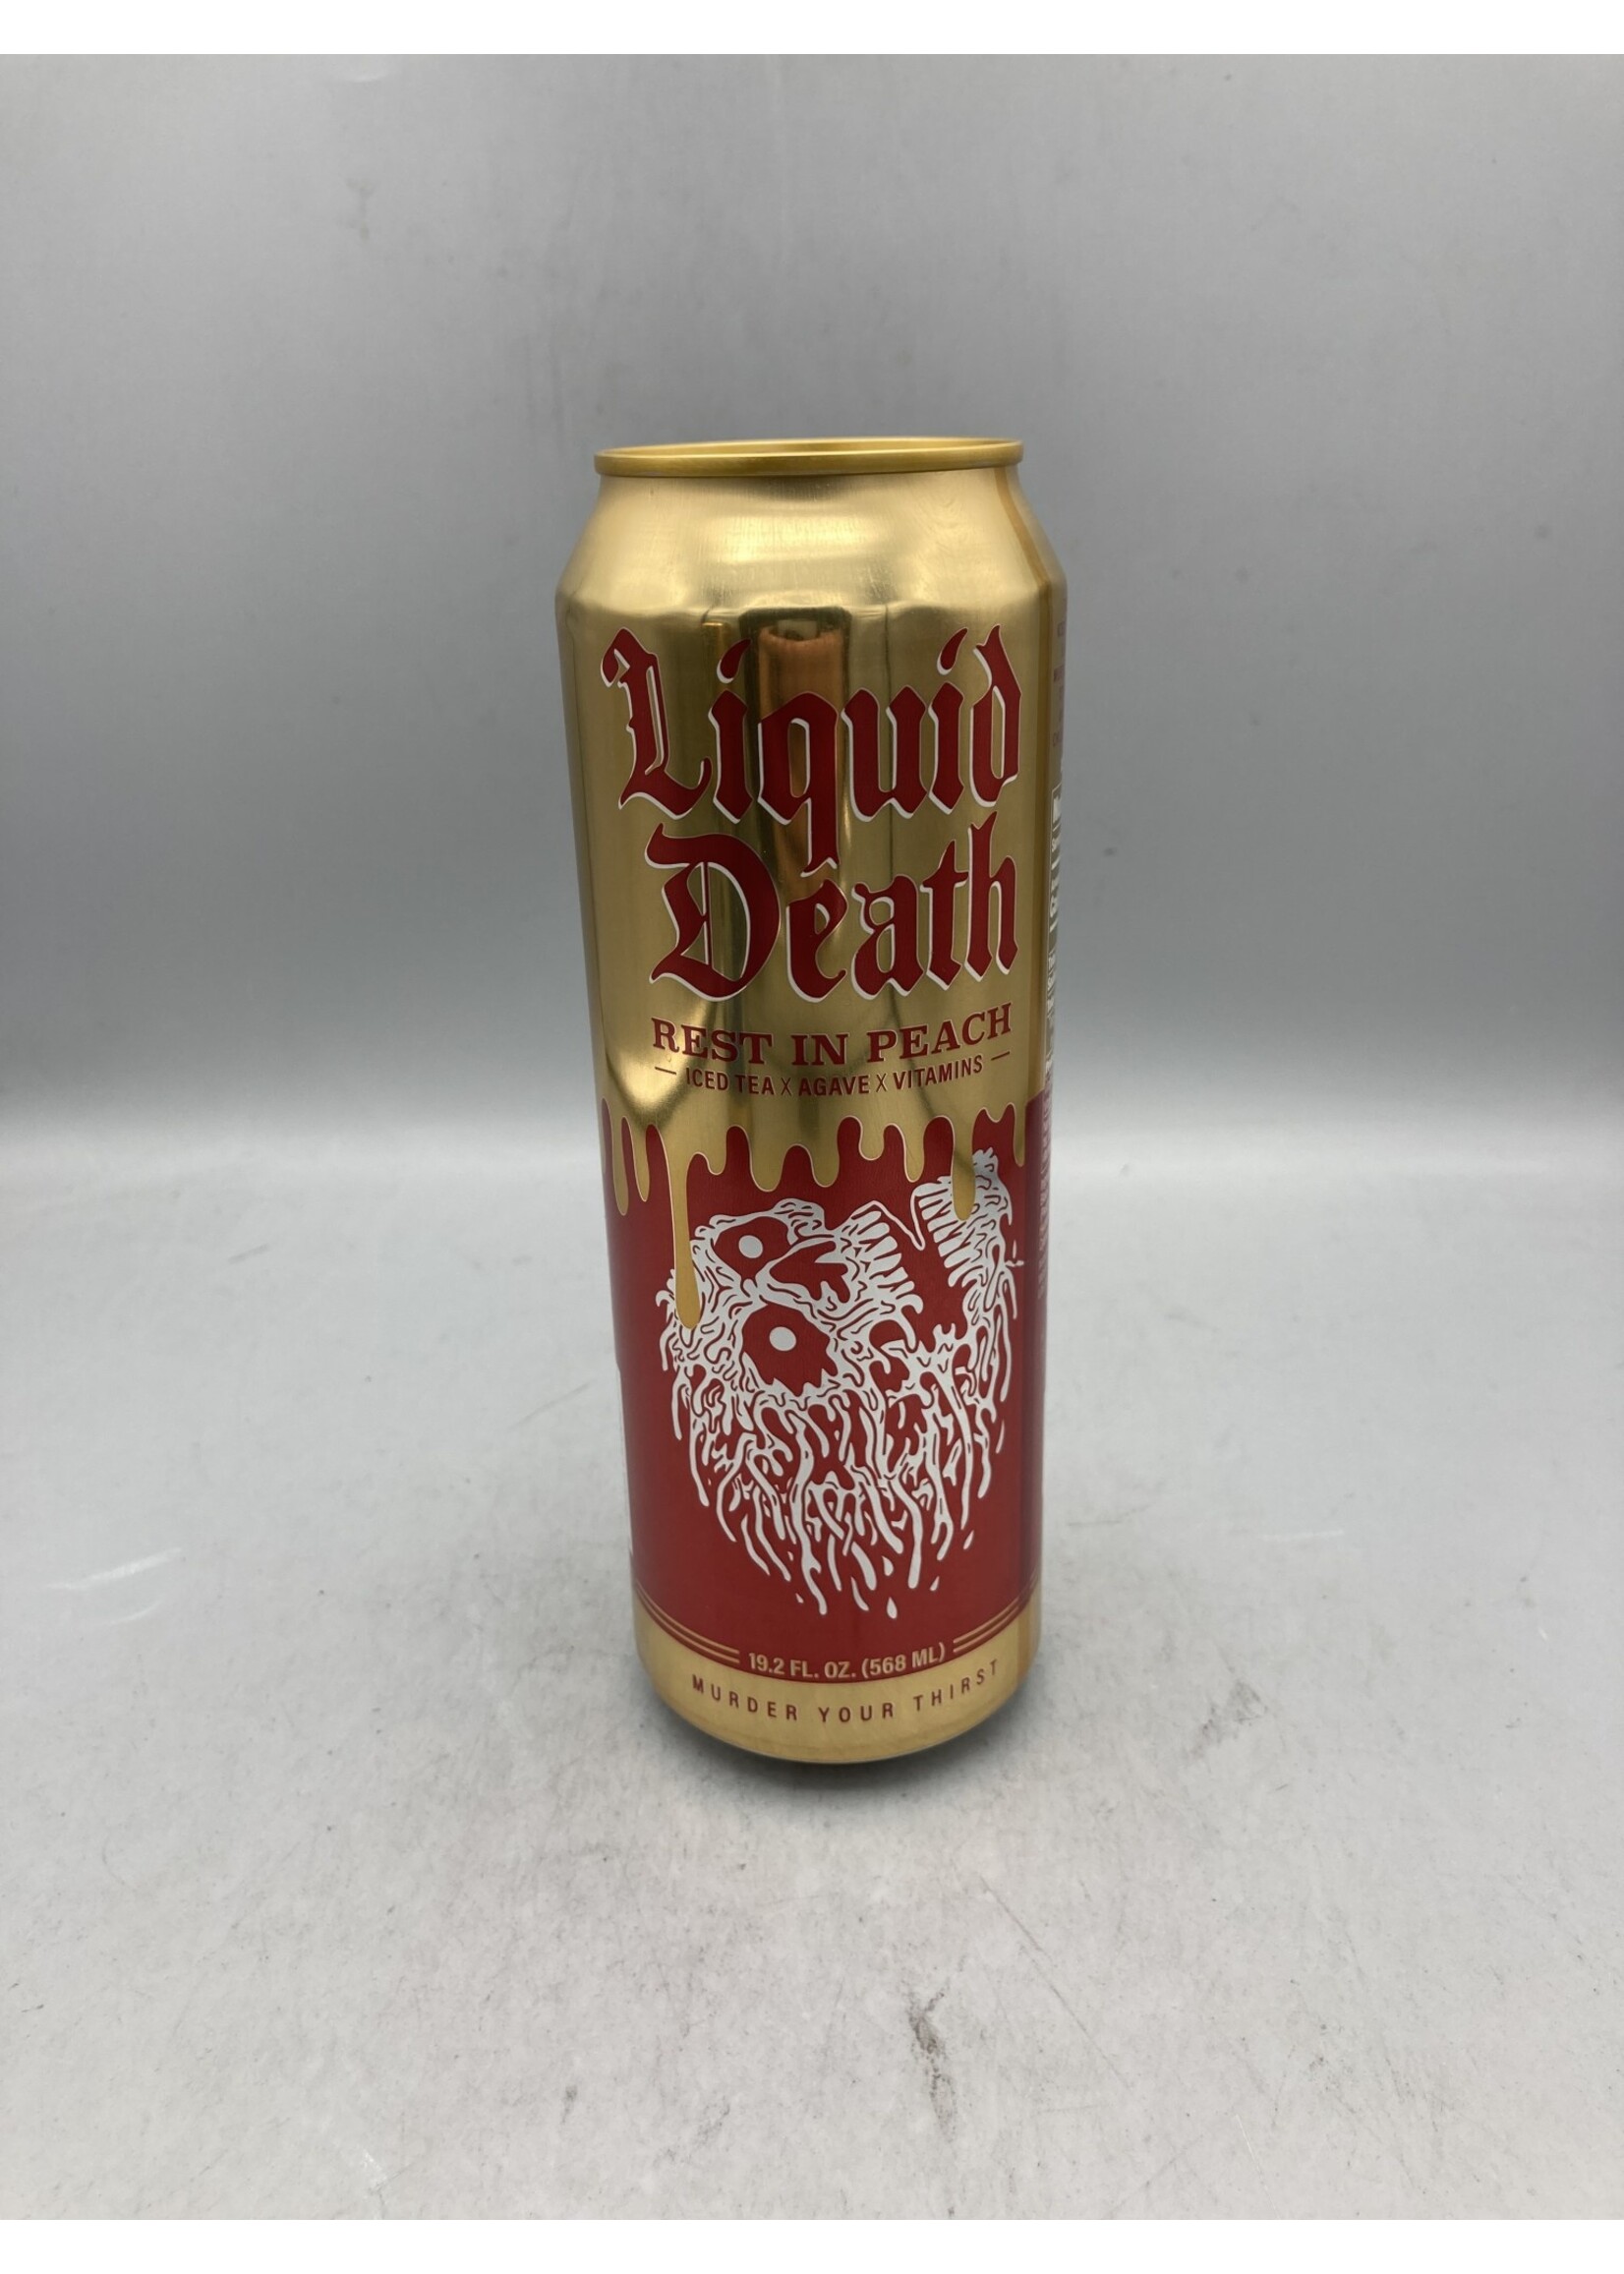 Liquid
Death
REST IN PEACH
— ICED TEA X AGAVE X VITAMINS —
19.2 FL. OZ. (568 ML)
MURDER YOUR THIRST